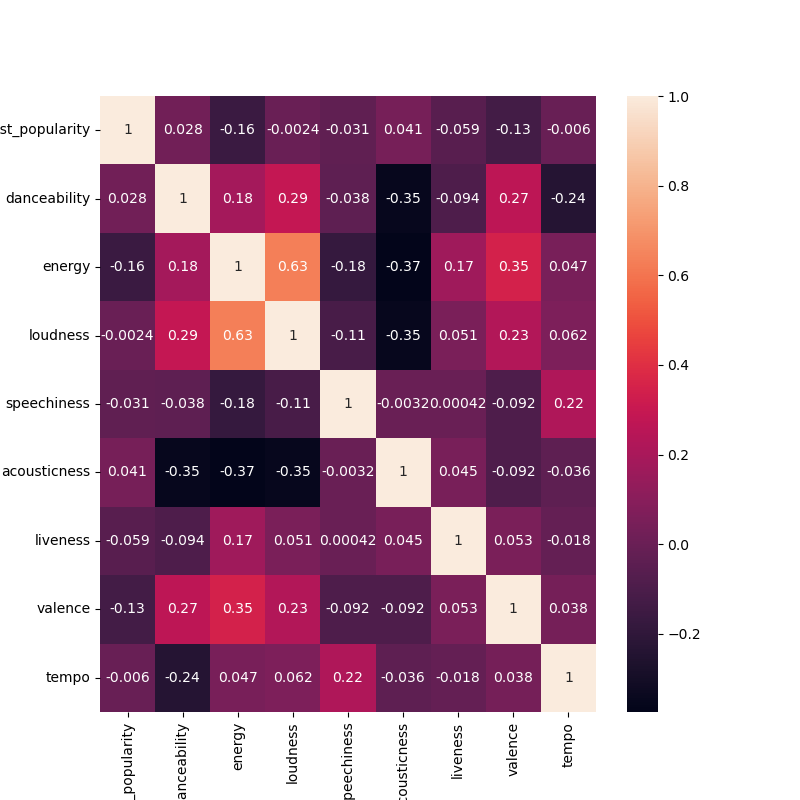 st_popularity 1 0.028 -0.16 -0.0024 -0.031 0.041 -0.059 -0.13 -0.006
danceability 0.028 1 0.18 0.29 -0.038 -0.35 -0.094 0.27 -0.24
energy -0.16 0.18 1 0.63 -0.18 -0.37 0.17 0.35 0.047
loudness -0.0024 0.29 0.63 1 -0.11 -0.35 0.051 0.23 0.062
speechiness -0.031 -0.038 -0.18 -0.11 1 -0.0032 0.00042 -0.092 0.22
acousticness 0.041 -0.35 -0.37 -0.35 -0.0032 1 0.045 -0.092 -0.036
liveness -0.059 -0.094 0.17 0.051 0.00042 0.045 1 0.053 -0.018
valence -0.13 0.27 0.35 0.23 -0.092 -0.092 0.053 1 0.038
tempo -0.006 -0.24 0.047 0.062 0.22 -0.036 -0.018 0.038 1
_popularity
anceability
energy
loudness
peechiness
cousticness
liveness
valence
tempo
1.0
0.8
0.6
0.4
0.2
0.0
−0.2